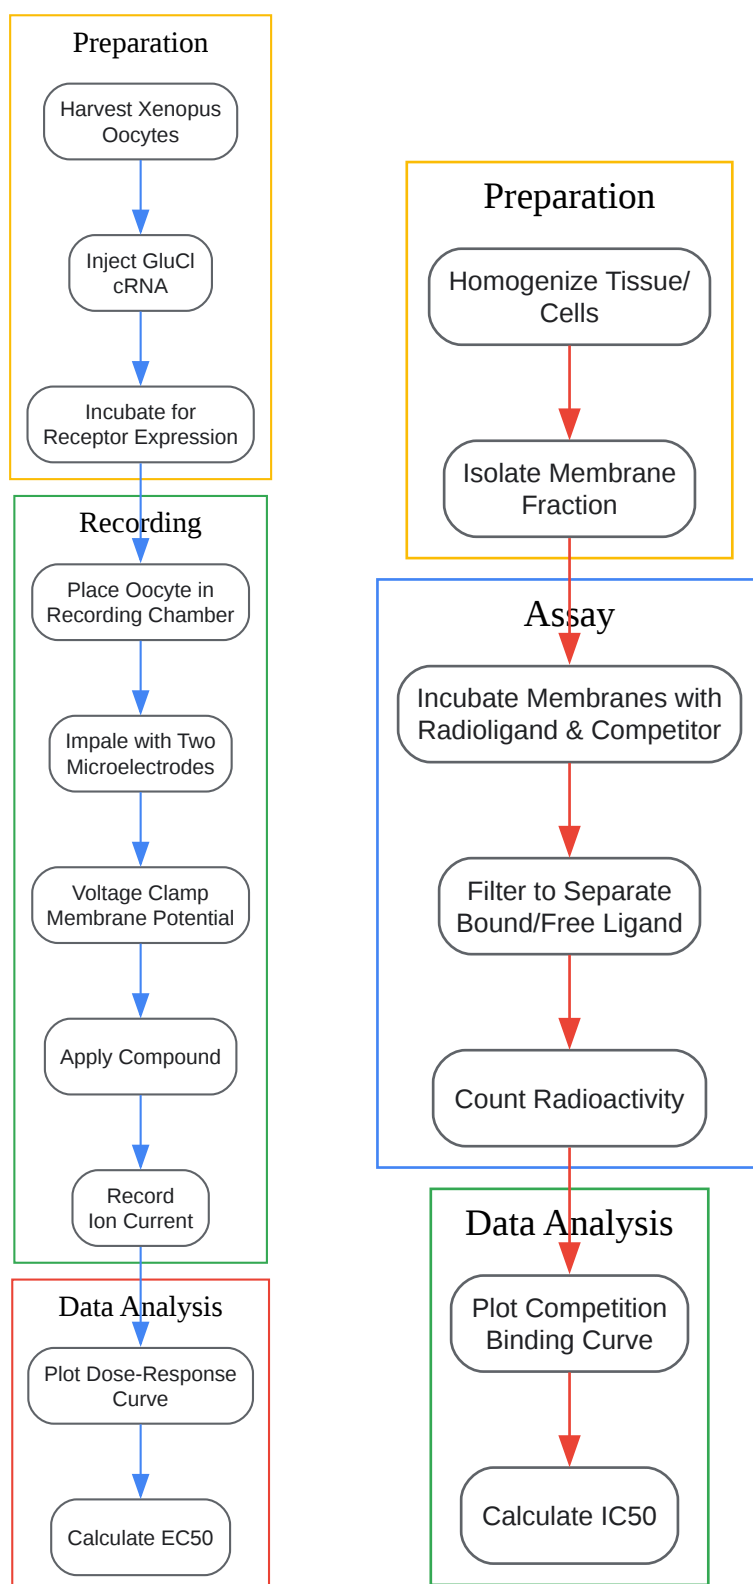 Preparation
Harvest Xenopus
Oocytes
Inject GluCl
cRNA
Incubate for
Receptor Expression
Recording
Place Oocyte in
Recording Chamber
Impale with Two
Microelectrodes
Voltage Clamp
Membrane Potential
Apply Compound
Record
Ion Current
Data Analysis
Plot Dose-Response
Curve
Calculate EC50
Preparation
Homogenize Tissue/
Cells
Isolate Membrane
Fraction
Assay
Incubate Membranes with
Radioligand & Competitor
Filter to Separate
Bound/Free Ligand
Count Radioactivity
Data Analysis
Plot Competition
Binding Curve
Calculate IC50